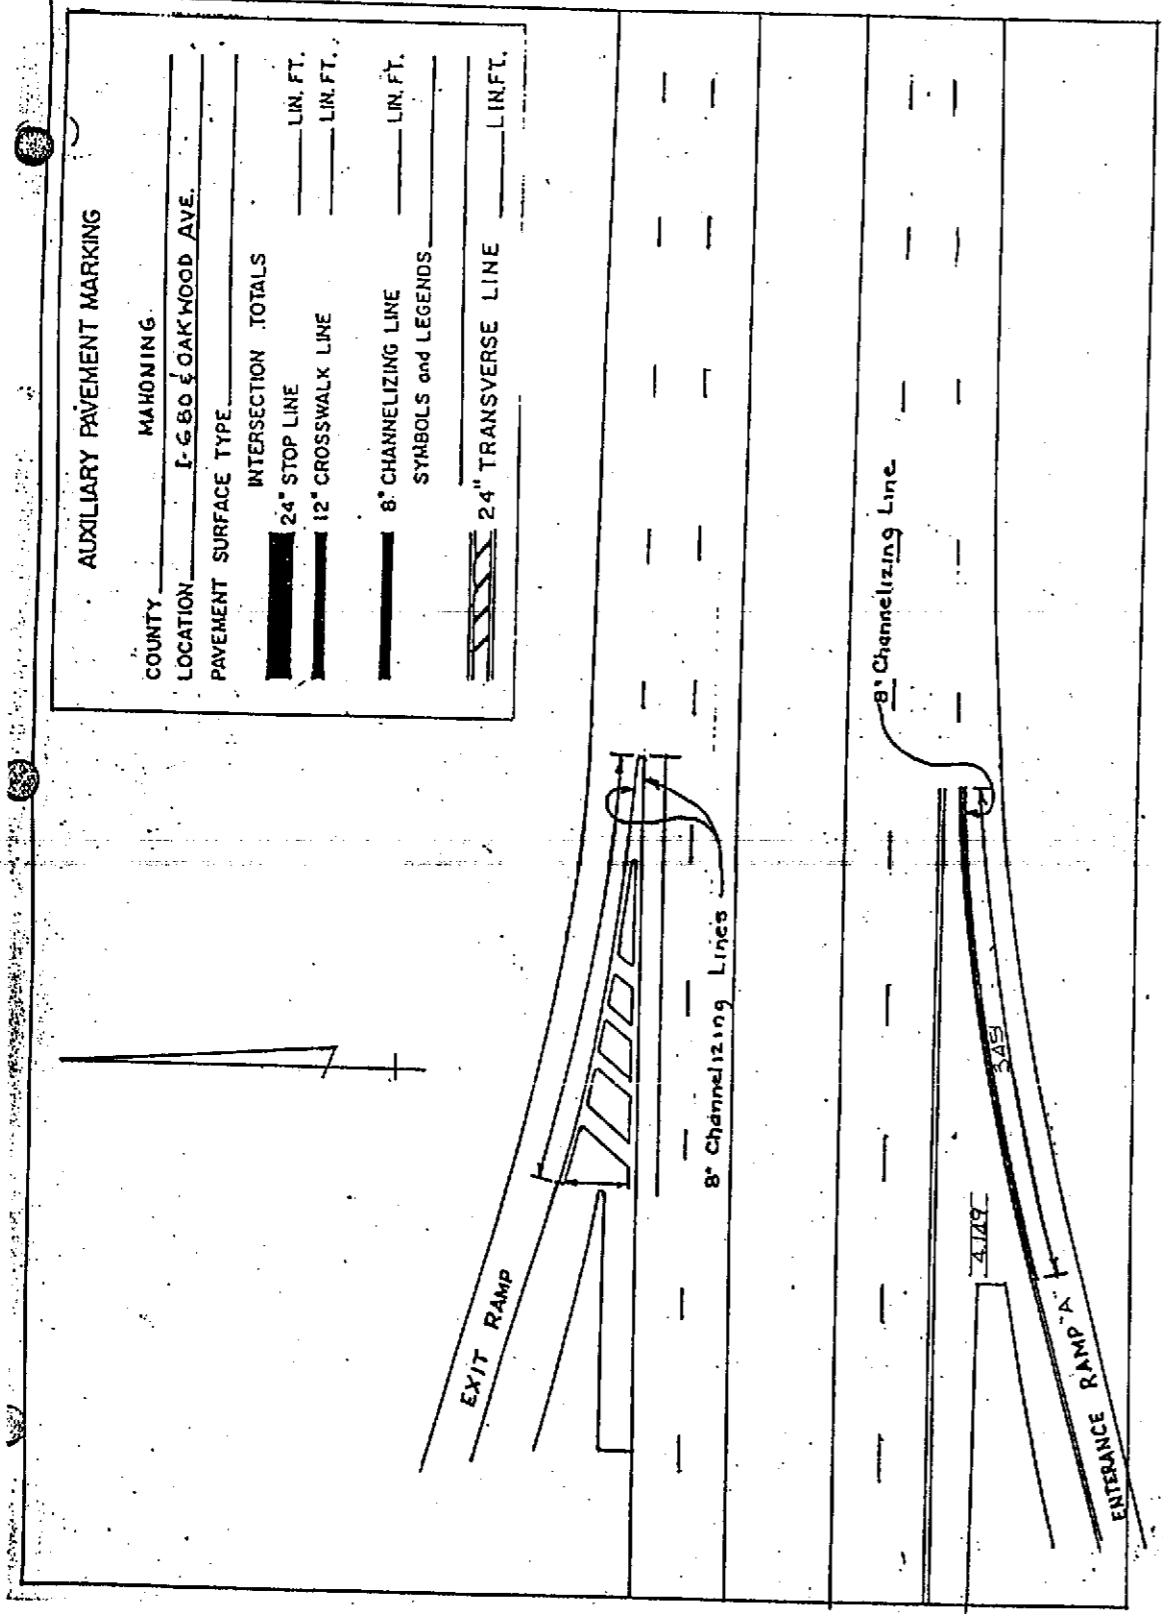 AUXILIARY PAVEMENT MARKING
COUNTY MAHONING
LOCATION I-680 & OAKWOOD AVE.
PAVEMENT SURFACE TYPE
INTERSECTION TOTALS
24" STOP LINE LIN. FT.
12" CROSSWALK LINE LIN. FT.
8" CHANNELIZING LINE LIN. FT.
SYMBOLS and LEGENDS
24" TRANSVERSE LINE LIN. FT.
EXIT RAMP
8" Channelizing Lines
8" Channelizing Line
345
4.149
ENTERANCE RAMP "A"